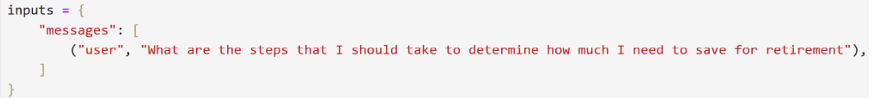 inputs = {
    "messages": [
        ("user", "What are the steps that I should take to determine how much I need to save for retirement"),
    ]
}